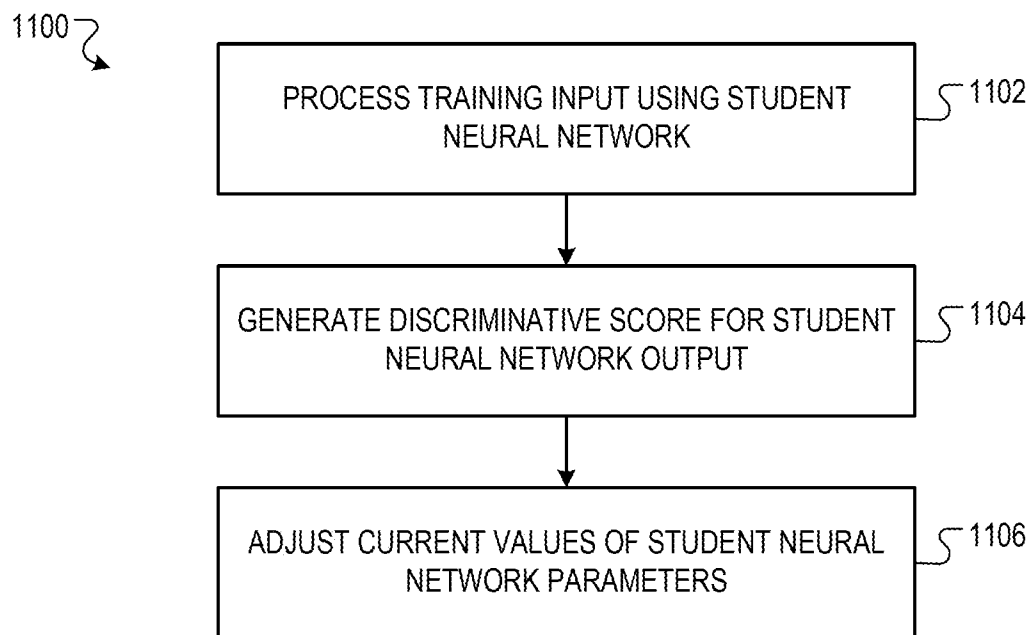 1100
PROCESS TRAINING INPUT USING STUDENT
NEURAL NETWORK
1102
GENERATE DISCRIMINATIVE SCORE FOR STUDENT
NEURAL NETWORK OUTPUT
1104
ADJUST CURRENT VALUES OF STUDENT NEURAL
NETWORK PARAMETERS
1106